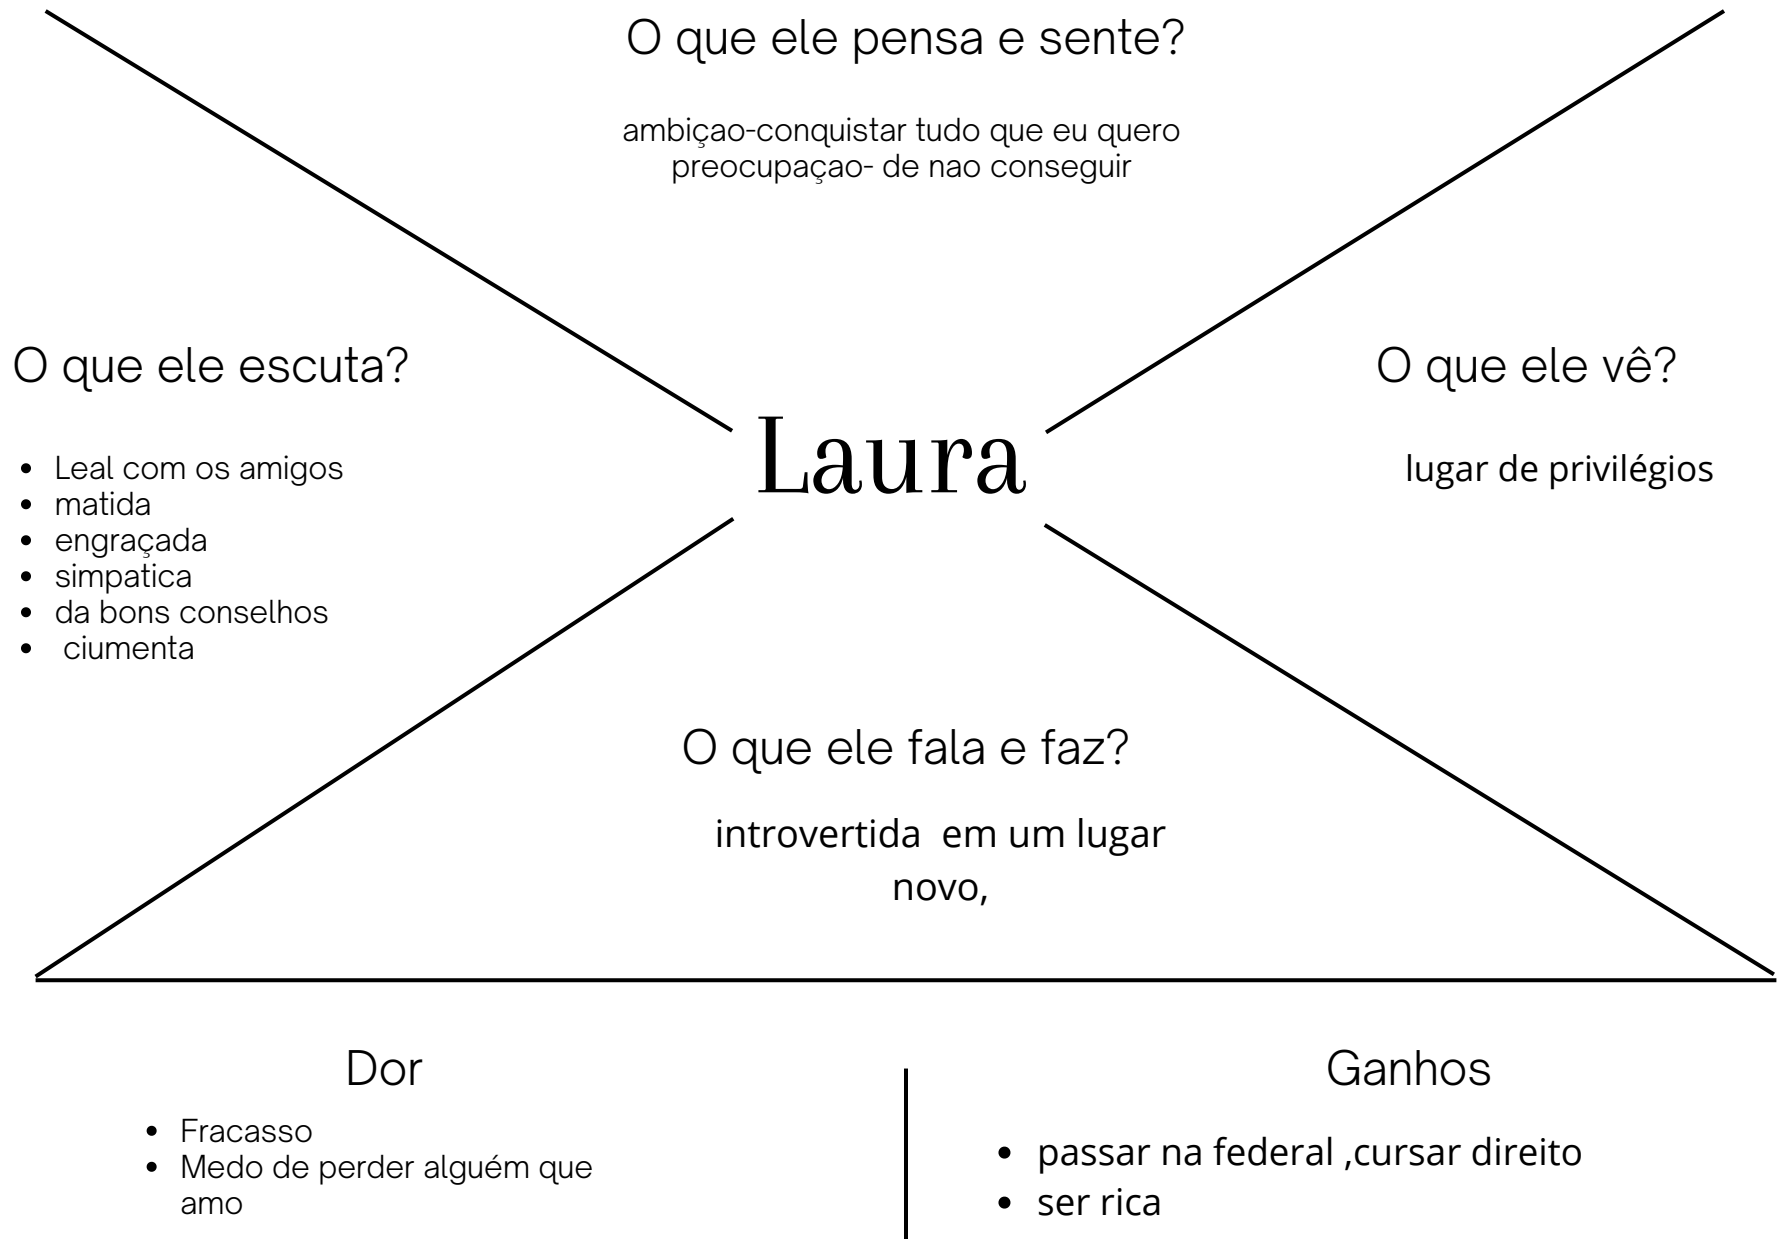 O que ele pensa e sente?
ambiçao-conquistar tudo que eu quero
preocupaçao- de nao conseguir
O que ele escuta?
• Leal com os amigos
• matida
• engraçada
• simpatica
• da bons conselhos
• ciumenta
Laura
O que ele vê?
lugar de privilégios
O que ele fala e faz?
introvertida em um lugar
novo,
Dor
• Fracasso
• Medo de perder alguém que
amo
Ganhos
• passar na federal ,cursar direito
• ser rica